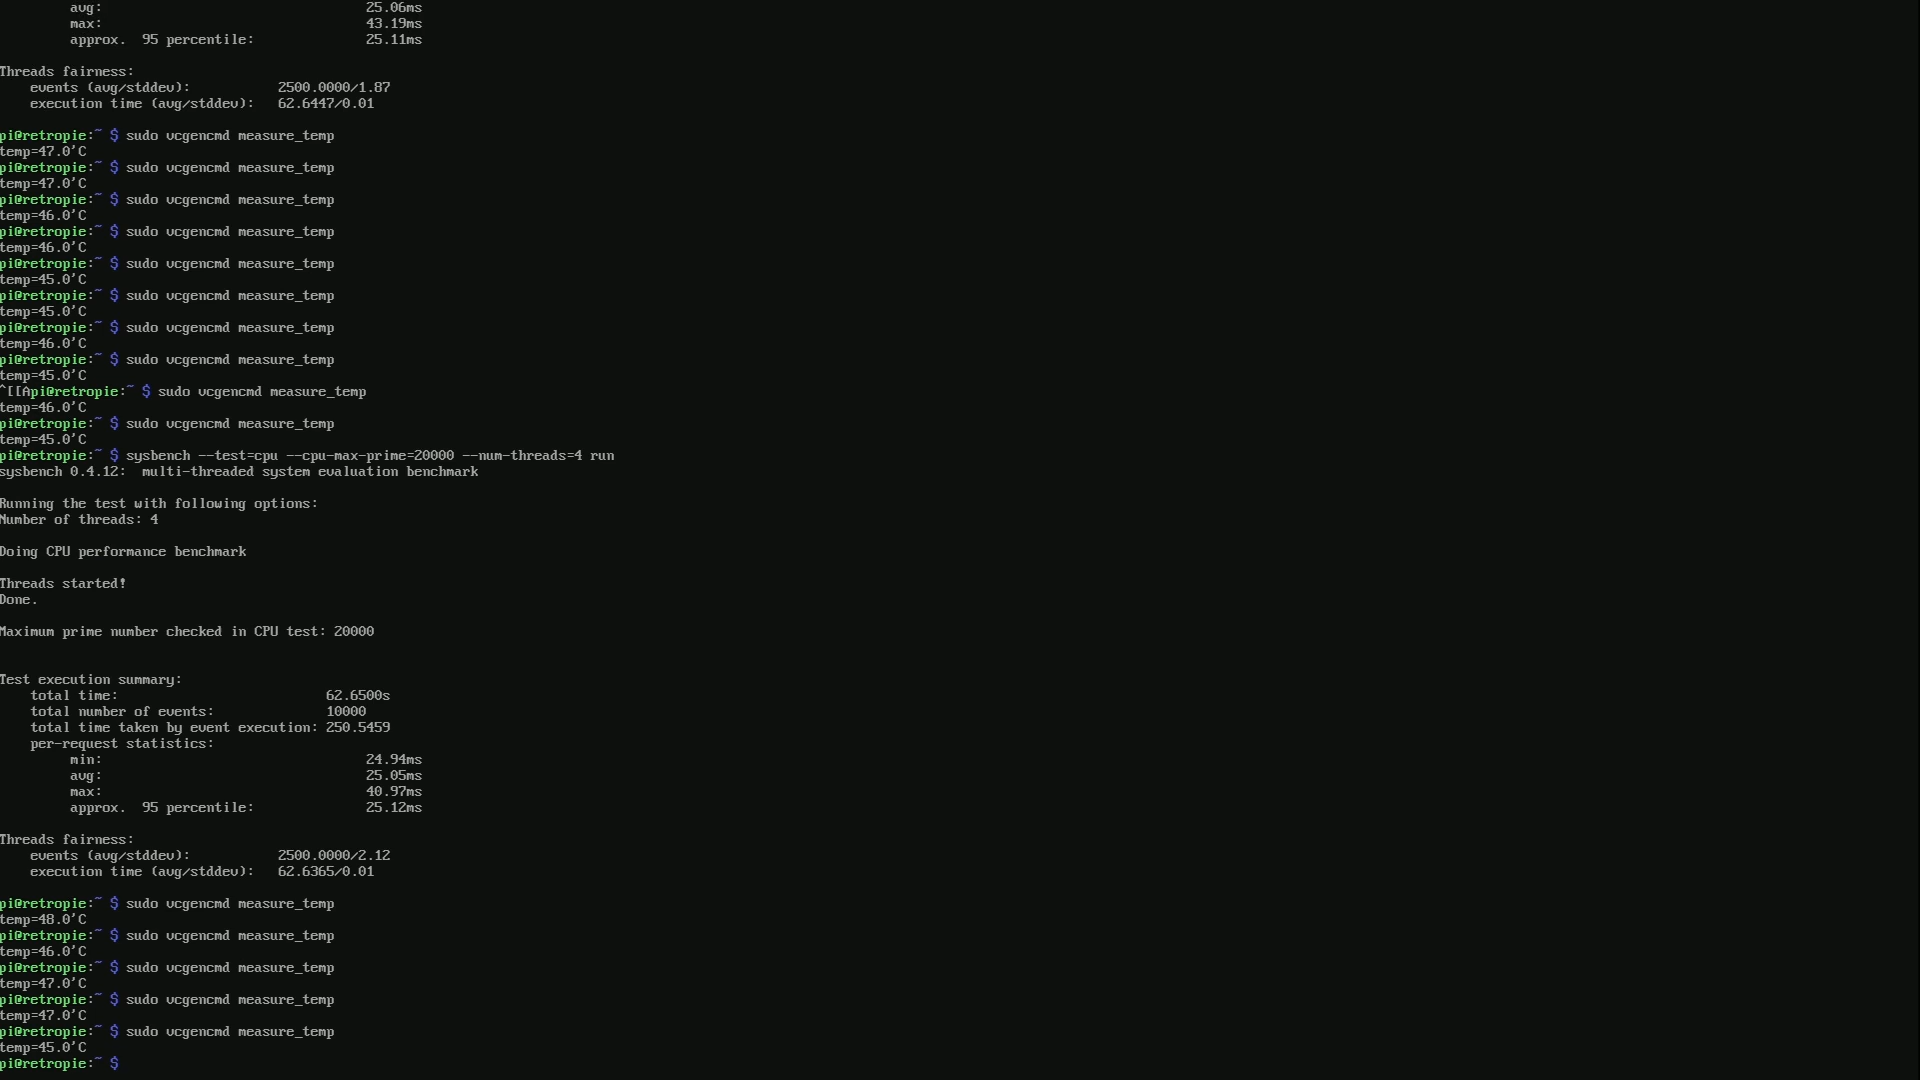 avg: 25.06ms
max: 43.19ms
approx.  95 percentile: 25.11ms
Threads fairness:
events (avg/stddev): 2500.0000/1.87
execution time (avg/stddev): 62.6447/0.01
pi@retropie:~ $ sudo vcgencmd measure_temp
temp=47.0'C
pi@retropie:~ $ sudo vcgencmd measure_temp
temp=47.0'C
pi@retropie:~ $ sudo vcgencmd measure_temp
temp=46.0'C
pi@retropie:~ $ sudo vcgencmd measure_temp
temp=46.0'C
pi@retropie:~ $ sudo vcgencmd measure_temp
temp=45.0'C
pi@retropie:~ $ sudo vcgencmd measure_temp
temp=45.0'C
pi@retropie:~ $ sudo vcgencmd measure_temp
temp=46.0'C
pi@retropie:~ $ sudo vcgencmd measure_temp
temp=45.0'C
^[[Api@retropie:~ $ sudo vcgencmd measure_temp
temp=46.0'C
pi@retropie:~ $ sudo vcgencmd measure_temp
temp=45.0'C
pi@retropie:~ $ sysbench --test=cpu --cpu-max-prime=20000 --num-threads=4 run
sysbench 0.4.12:  multi-threaded system evaluation benchmark
Running the test with following options:
Number of threads: 4
Doing CPU performance benchmark
Threads started!
Done.
Maximum prime number checked in CPU test: 20000
Test execution summary:
total time: 62.6500s
total number of events: 10000
total time taken by event execution: 250.5459
per-request statistics:
min: 24.94ms
avg: 25.05ms
max: 40.97ms
approx.  95 percentile: 25.12ms
Threads fairness:
events (avg/stddev): 2500.0000/2.12
execution time (avg/stddev): 62.6365/0.01
pi@retropie:~ $ sudo vcgencmd measure_temp
temp=48.0'C
pi@retropie:~ $ sudo vcgencmd measure_temp
temp=46.0'C
pi@retropie:~ $ sudo vcgencmd measure_temp
temp=47.0'C
pi@retropie:~ $ sudo vcgencmd measure_temp
temp=47.0'C
pi@retropie:~ $ sudo vcgencmd measure_temp
temp=45.0'C
pi@retropie:~ $